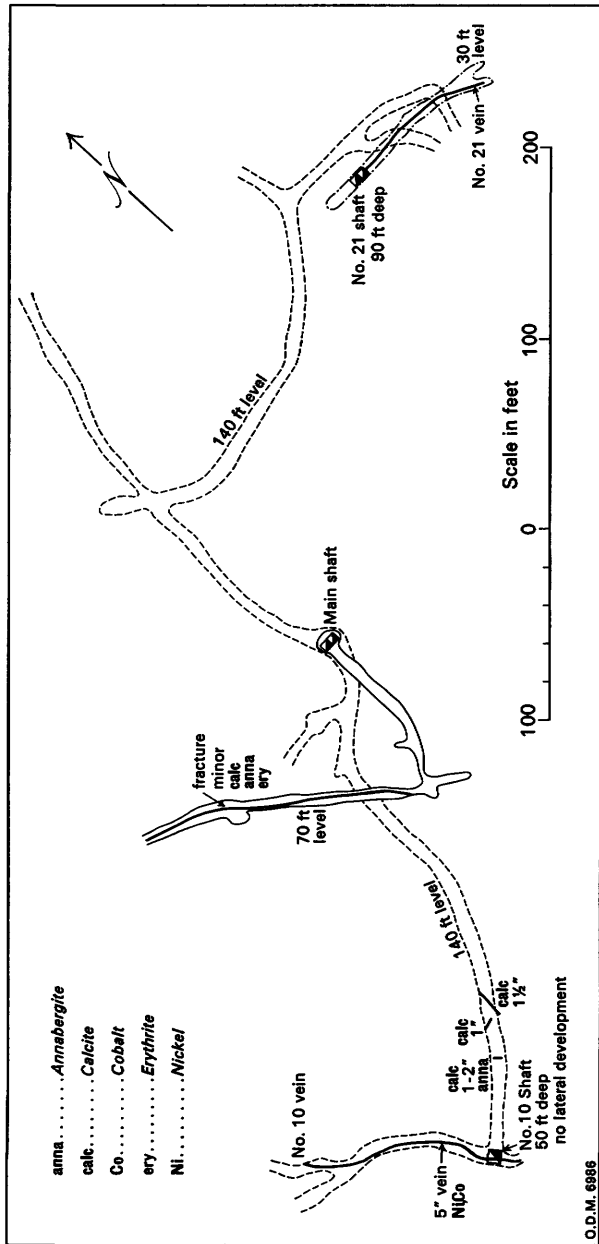 anna.......Annabergite
calc........Calcite
Co..........Cobalt
ery.........Erythrite
Ni...........Nickel
No. 10 vein
5" vein
Ni,Co
No. 10 Shaft
50 ft deep
no lateral development
calc
1-2"
anna
calc
1"
calc
1½"
140 ft level
fracture
minor
calc
anna
ery
70 ft
level
Main shaft
140 ft level
N
No. 21 shaft
90 ft deep
30 ft
level
No. 21 vein
Scale in feet
100 0 100 200
O.D.M. 6986